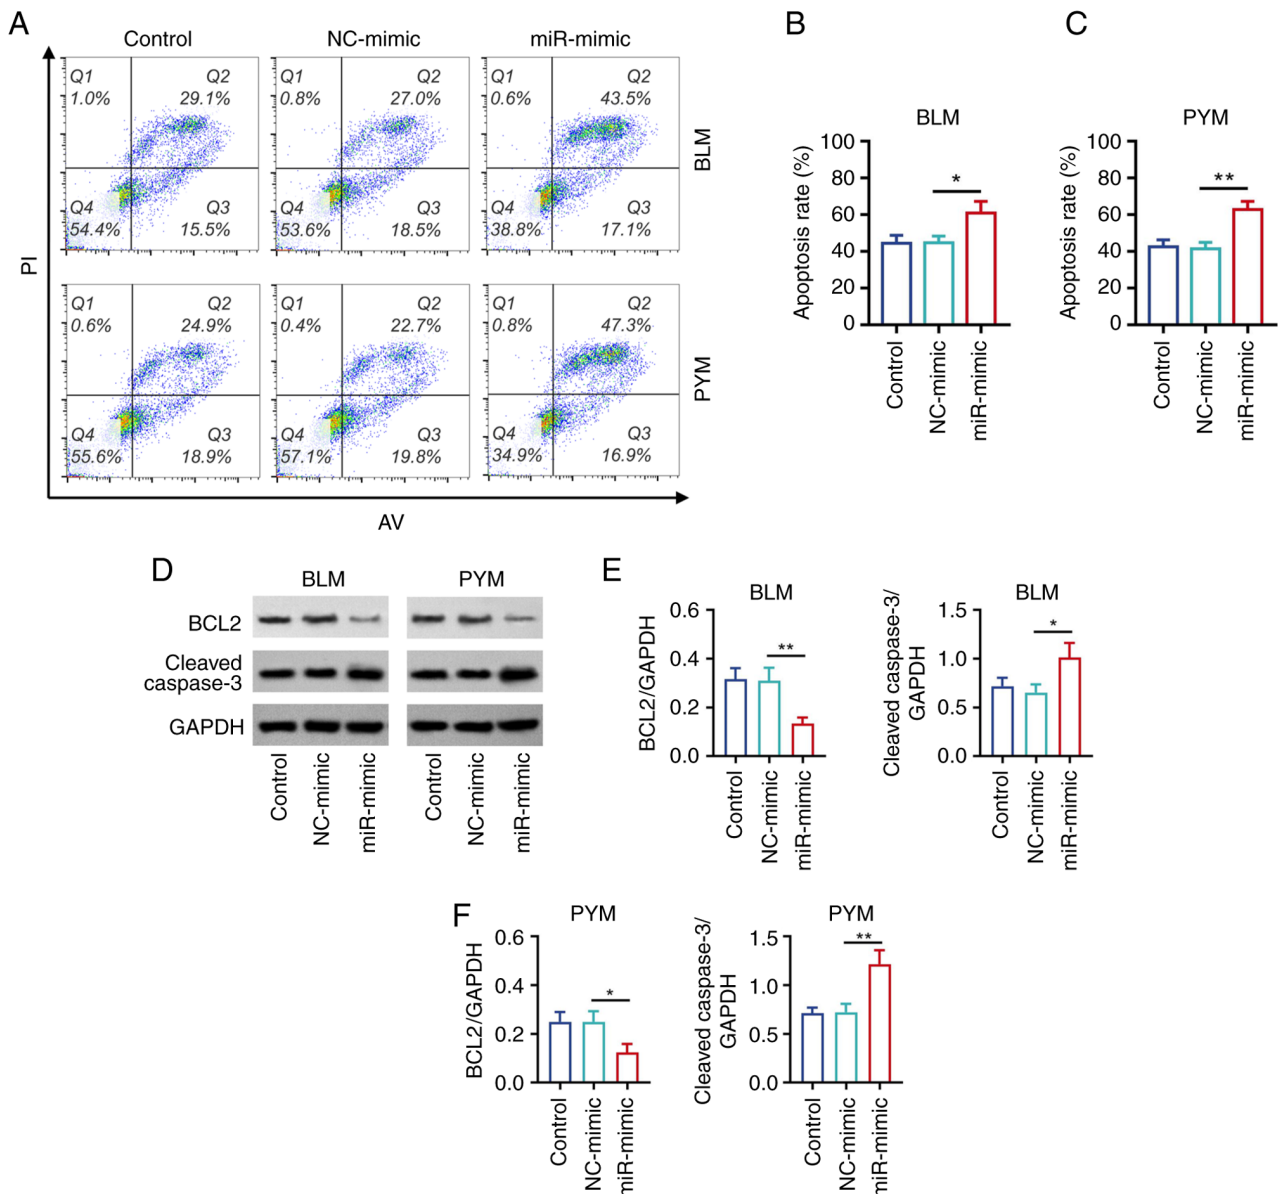 A
Control
NC-mimic
miR-mimic
Q1
1.0%
Q2
29.1%
Q4
54.4%
Q3
15.5%
Q1
0.8%
Q2
27.0%
Q4
53.6%
Q3
18.5%
Q1
0.6%
Q2
43.5%
Q4
38.8%
Q3
17.1%
BLM
Q1
0.6%
Q2
24.9%
Q4
55.6%
Q3
18.9%
Q1
0.4%
Q2
22.7%
Q4
57.1%
Q3
19.8%
Q1
0.8%
Q2
47.3%
Q4
34.9%
Q3
16.9%
PYM
PI
AV
B
BLM
Apoptosis rate (%)
100
80
60
40
20
0
*
Control
NC-mimic
miR-mimic
C
PYM
Apoptosis rate (%)
100
80
60
40
20
0
**
Control
NC-mimic
miR-mimic
D
BLM
PYM
BCL2
Cleaved
caspase-3
GAPDH
Control
NC-mimic
miR-mimic
Control
NC-mimic
miR-mimic
E
BLM
BCL2/GAPDH
0.6
0.4
0.2
0.0
**
Control
NC-mimic
miR-mimic
BLM
Cleaved caspase-3/
GAPDH
1.5
1.0
0.5
0.0
*
Control
NC-mimic
miR-mimic
F
PYM
BCL2/GAPDH
0.6
0.4
0.2
0.0
*
Control
NC-mimic
miR-mimic
PYM
Cleaved caspase-3/
GAPDH
1.5
1.0
0.5
0.0
**
Control
NC-mimic
miR-mimic